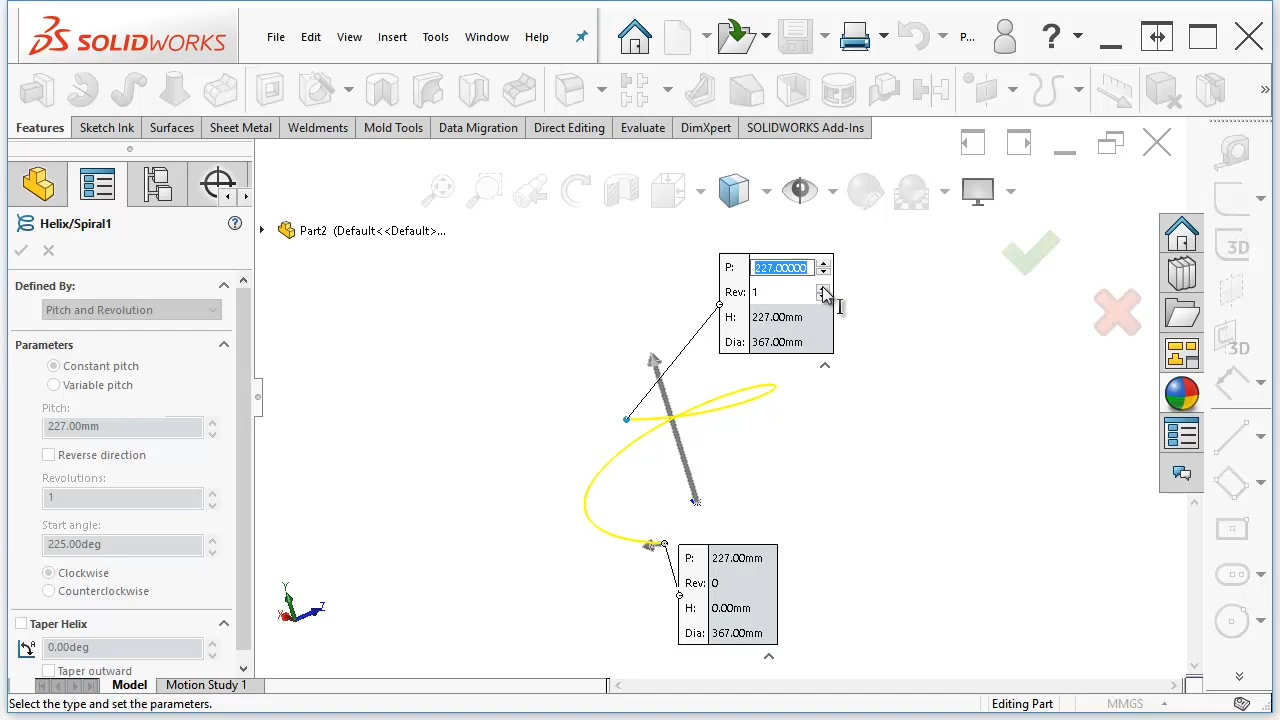 SOLIDWORKS
File Edit View Insert Tools Window Help P... ?
Features Sketch Ink Surfaces Sheet Metal Weldments Mold Tools Data Migration Direct Editing Evaluate DimXpert SOLIDWORKS Add-Ins
Helix/Spiral1
Defined By:
Pitch and Revolution
Parameters
Constant pitch
Variable pitch
Pitch:
227.00mm
Reverse direction
Revolutions:
1
Start angle:
225.00deg
Clockwise
Counterclockwise
Taper Helix
0.00deg
Taper outward
Part2 (Default<<Default>...
P: 227.00000
Rev: 1
H: 227.00mm
Dia: 367.00mm
P: 227.00mm
Rev: 0
H: 0.00mm
Dia: 367.00mm
Y
X
Z
3D
3D
Model Motion Study 1
Select the type and set the parameters. Editing Part MMGS